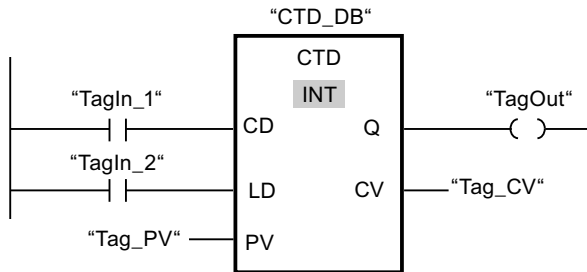 “CTD_DB“
CTD
INT
“TagIn_1“
“TagOut“
CD
Q
“TagIn_2“
LD
CV
“Tag_CV“
“Tag_PV“
PV